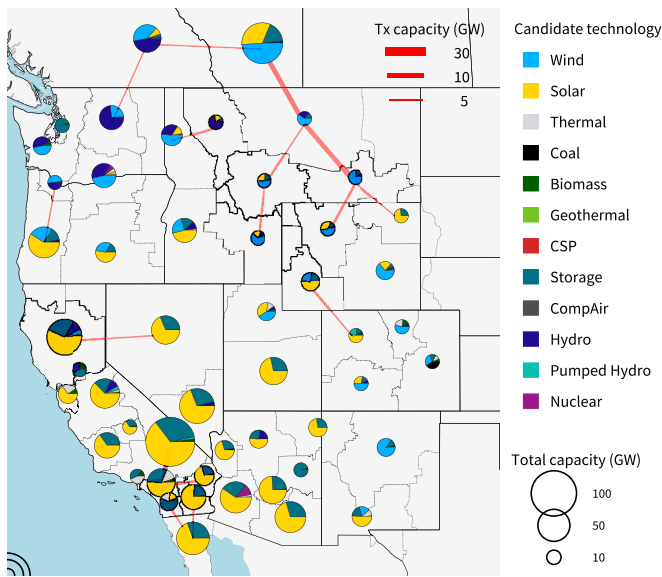 Tx capacity (GW)
30
10
5
Candidate technology
Wind
Solar
Thermal
Coal
Biomass
Geothermal
CSP
Storage
CompAir
Hydro
Pumped Hydro
Nuclear
Total capacity (GW)
100
50
10